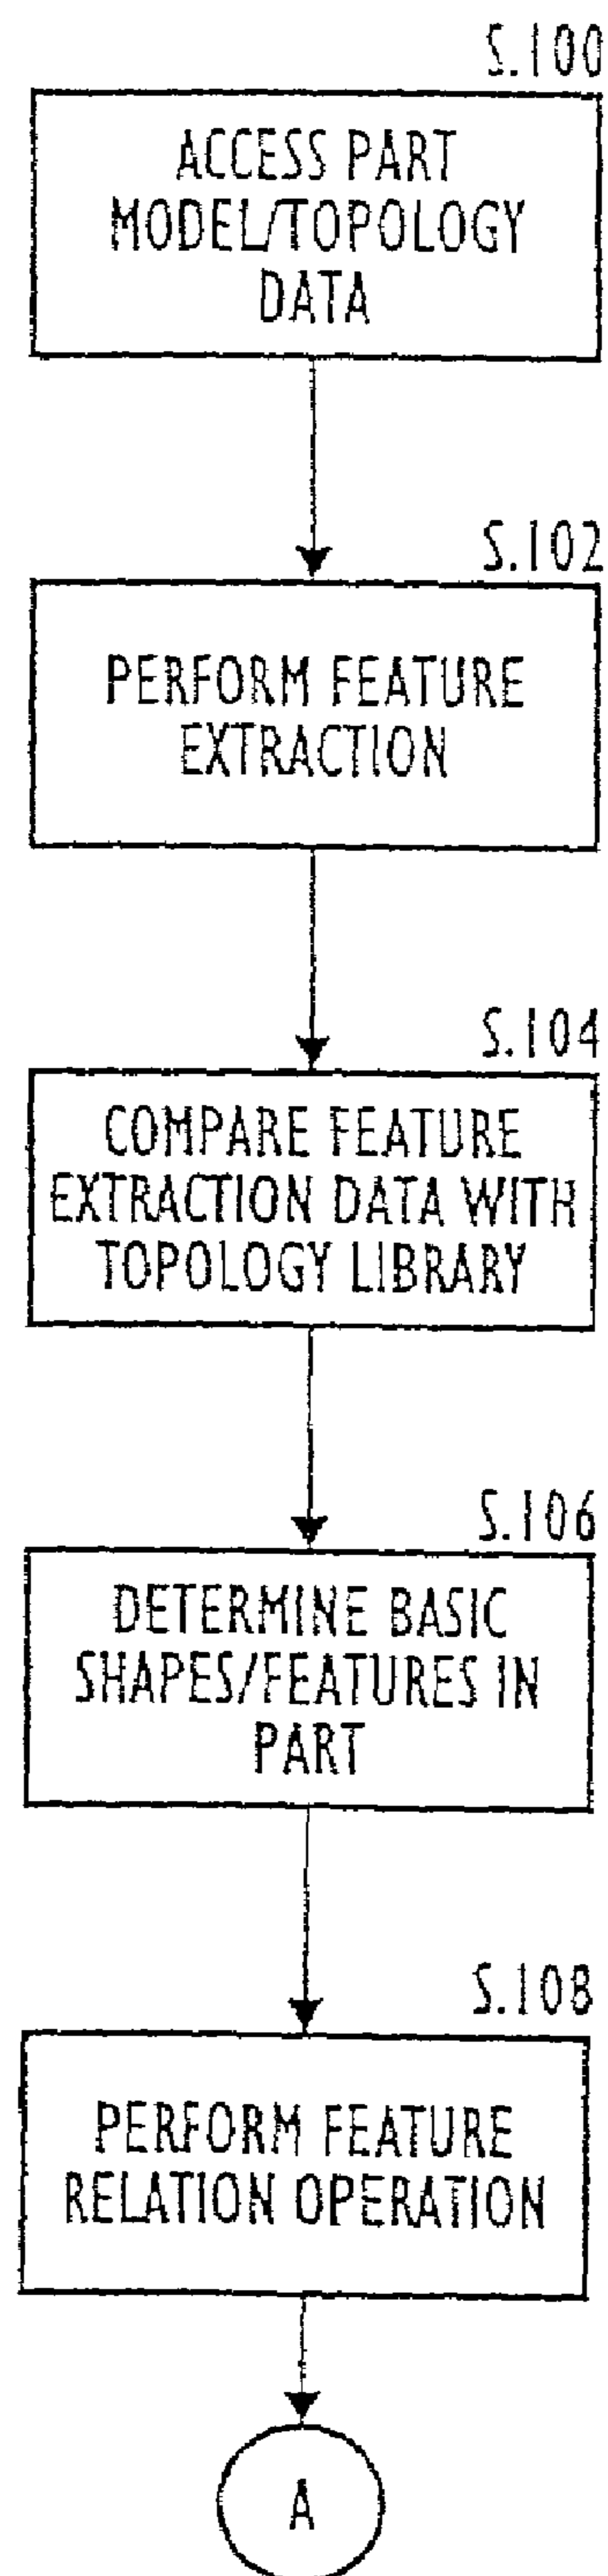 S.100
ACCESS PART
MODEL/TOPOLOGY
DATA
S.102
PERFORM FEATURE
EXTRACTION
S.104
COMPARE FEATURE
EXTRACTION DATA WITH
TOPOLOGY LIBRARY
S.106
DETERMINE BASIC
SHAPES/FEATURES IN
PART
S.108
PERFORM FEATURE
RELATION OPERATION
A